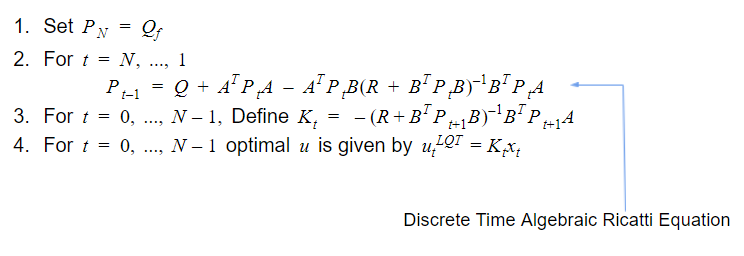 1. Set P_N = Q_f
2. For t = N, ..., 1
P_{t-1} = Q + A^T P_t A – A^T P_t B(R + B^T P_t B)^{-1} B^T P_t A
3. For t = 0, ..., N – 1, Define K_t = – (R + B^T P_{t+1} B)^{-1} B^T P_{t+1} A
4. For t = 0, ..., N – 1 optimal u is given by u_t^{LQT} = K_t x_t
Discrete Time Algebraic Ricatti Equation